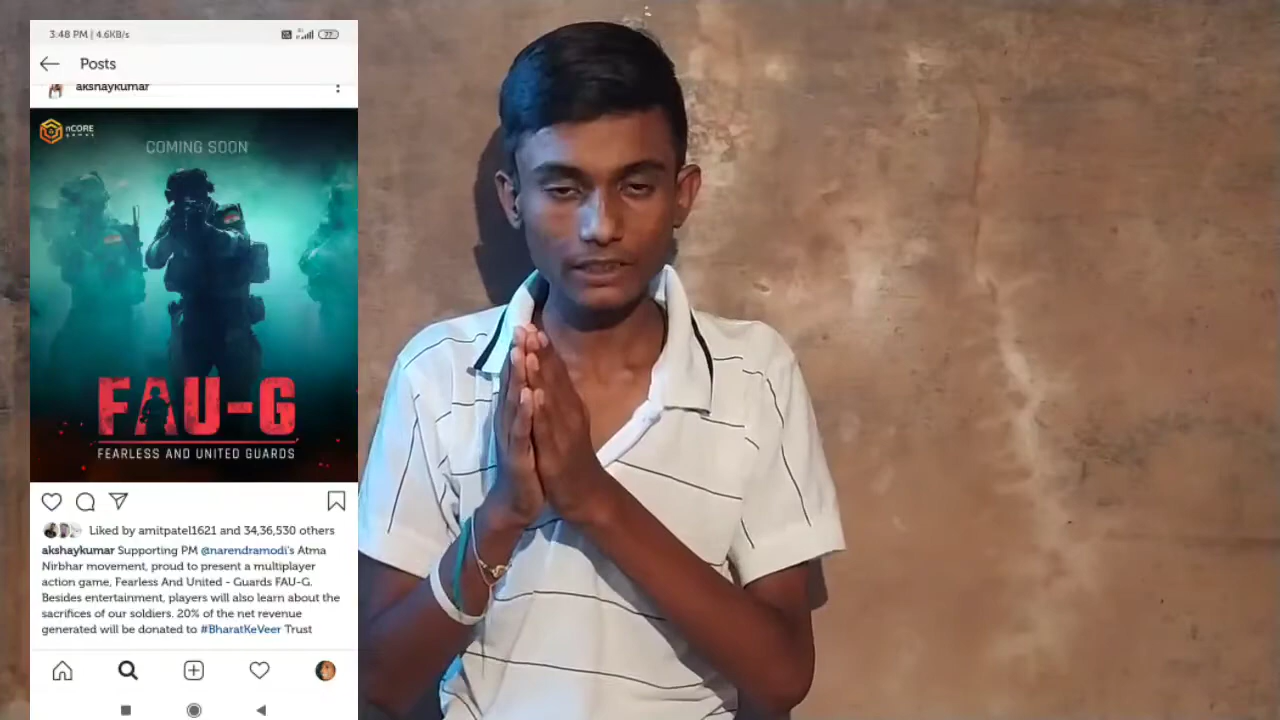 3:48 PM | 4.6KB/s
77
Posts
akshaykumar
nCORE
games
COMING SOON
FAU-G
FEARLESS AND UNITED GUARDS
Liked by amitpatel1621 and 34,36,530 others
akshaykumar Supporting PM @narendramodi's Atma
Nirbhar movement, proud to present a multiplayer
action game, Fearless And United - Guards FAU-G.
Besides entertainment, players will also learn about the
sacrifices of our soldiers. 20% of the net revenue
generated will be donated to #BharatKeVeer Trust